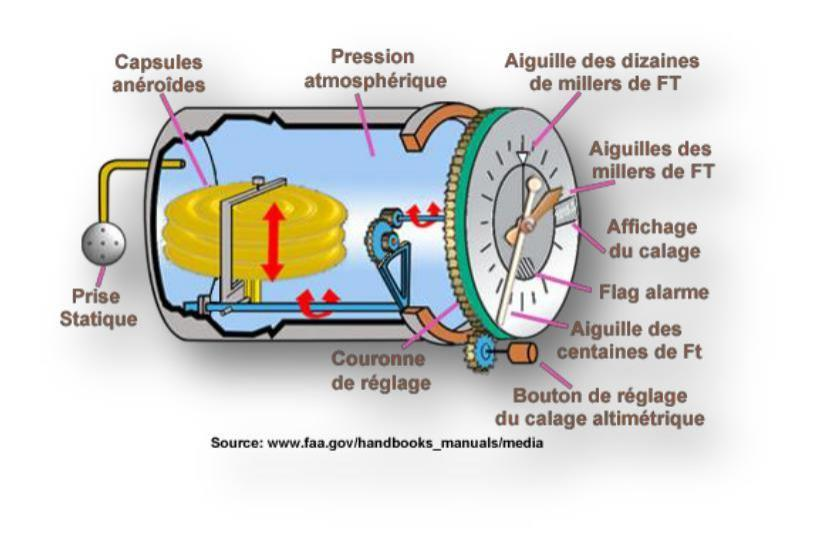 Capsules
anéroîdes
Pression
atmosphérique
Aiguille des dizaines
de millers de FT
Aiguilles des
millers de FT
Affichage
du calage
Flag alarme
Aiguille des
centaines de Ft
Prise
Statique
Couronne
de réglage
Bouton de réglage
du calage altimétrique
Source: www.faa.gov/handbooks_manuals/media